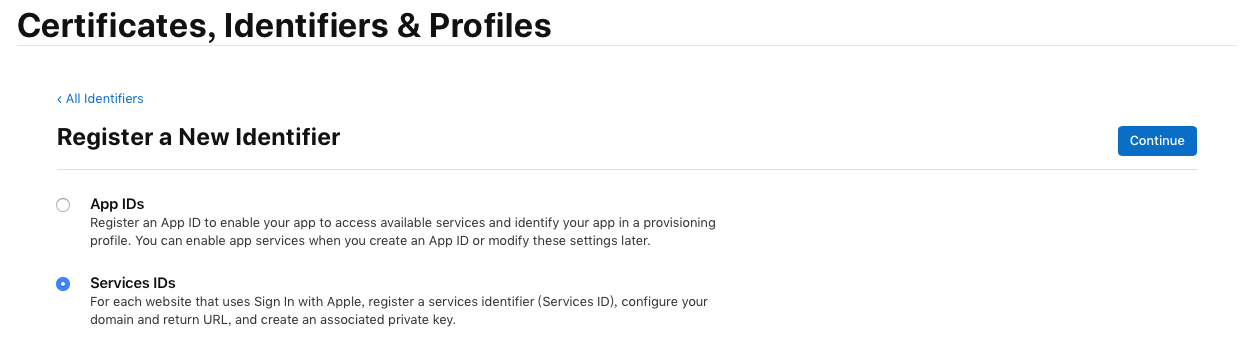 Certificates, Identifiers & Profiles
‹ All Identifiers
Register a New Identifier
Continue
App IDs
Register an App ID to enable your app to access available services and identify your app in a provisioning
profile. You can enable app services when you create an App ID or modify these settings later.
Services IDs
For each website that uses Sign In with Apple, register a services identifier (Services ID), configure your
domain and return URL, and create an associated private key.